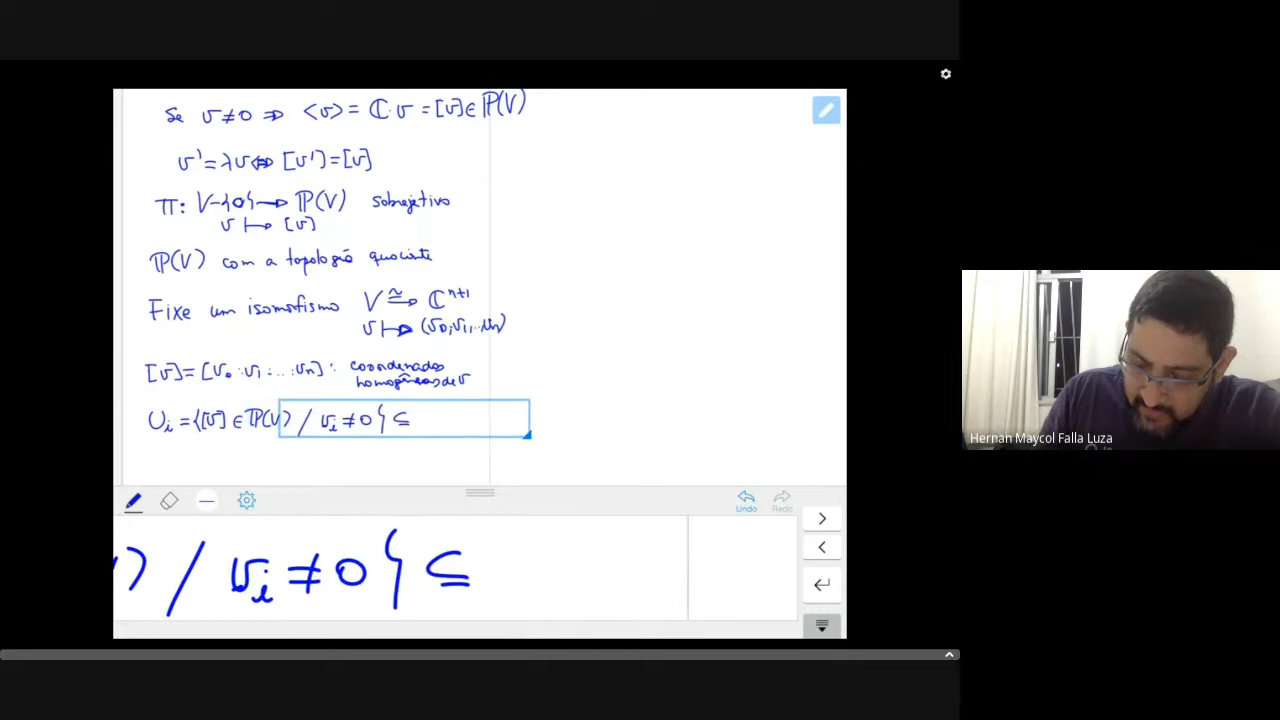 Se v≠0 ⇒ <v> = ℂ·v = [v] ∈ ℙ(V)
v' = λv ⇔ [v'] = [v]
π: V-{0} → ℙ(V) sobrejetivo
v ↦ [v]
ℙ(V) com a topologia quociente
Fixe um isomorfismo V ≅→ ℂⁿ⁺¹
v ↦ (v₀, v₁, ... vₙ)
[v] = [v₀ : v₁ : ... : vₙ] : coordenadas
homogêneas de v
Uᵢ = {[v] ∈ ℙ(V) / vᵢ ≠ 0} ⊆
Undo Redo
) / vᵢ ≠ 0 } ⊆
Hernan Maycol Falla Luza